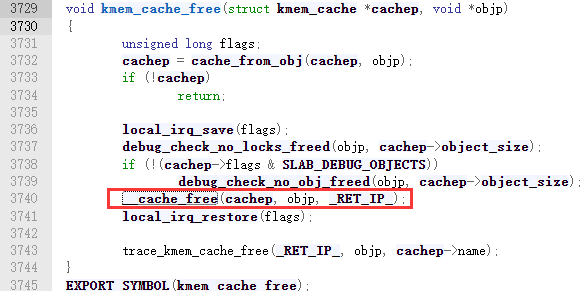 3729 void kmem_cache_free(struct kmem_cache *cachep, void *objp)
3730 {
3731 unsigned long flags;
3732 cachep = cache_from_obj(cachep, objp);
3733 if (!cachep)
3734 return;
3735
3736 local_irq_save(flags);
3737 debug_check_no_locks_freed(objp, cachep->object_size);
3738 if (!(cachep->flags & SLAB_DEBUG_OBJECTS))
3739 debug_check_no_obj_freed(objp, cachep->object_size);
3740 __cache_free(cachep, objp, _RET_IP_);
3741 local_irq_restore(flags);
3742
3743 trace_kmem_cache_free(_RET_IP_, objp, cachep->name);
3744 }
3745 EXPORT_SYMBOL(kmem_cache_free);